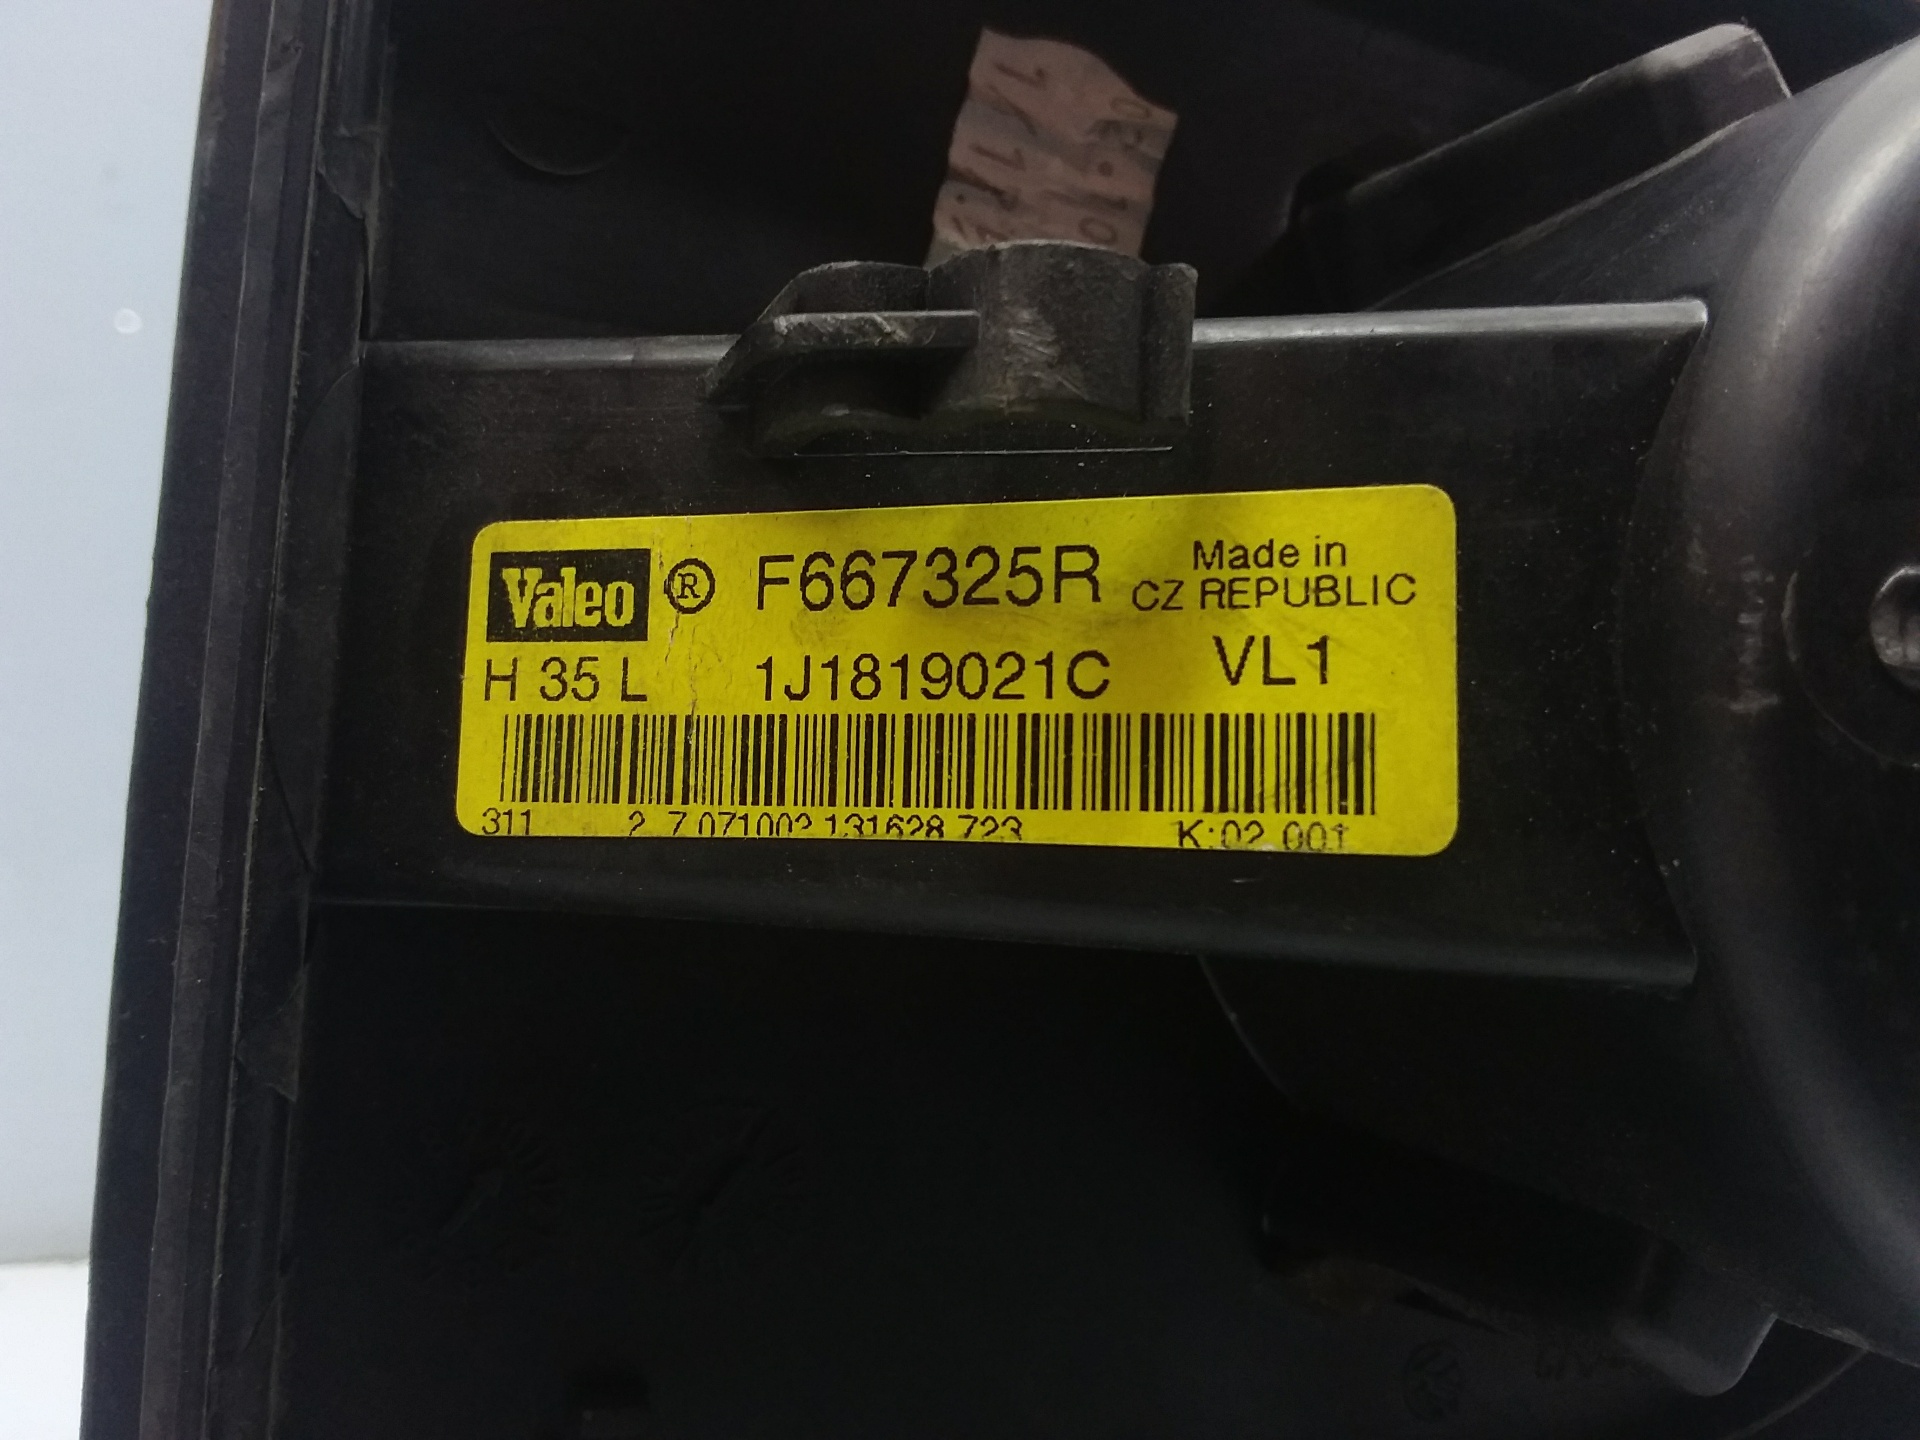 Valeo ® F667325R Made in
CZ REPUBLIC
H 35 L 1J1819021C VL1
311 2 7 071002 131628 723 K:02 001